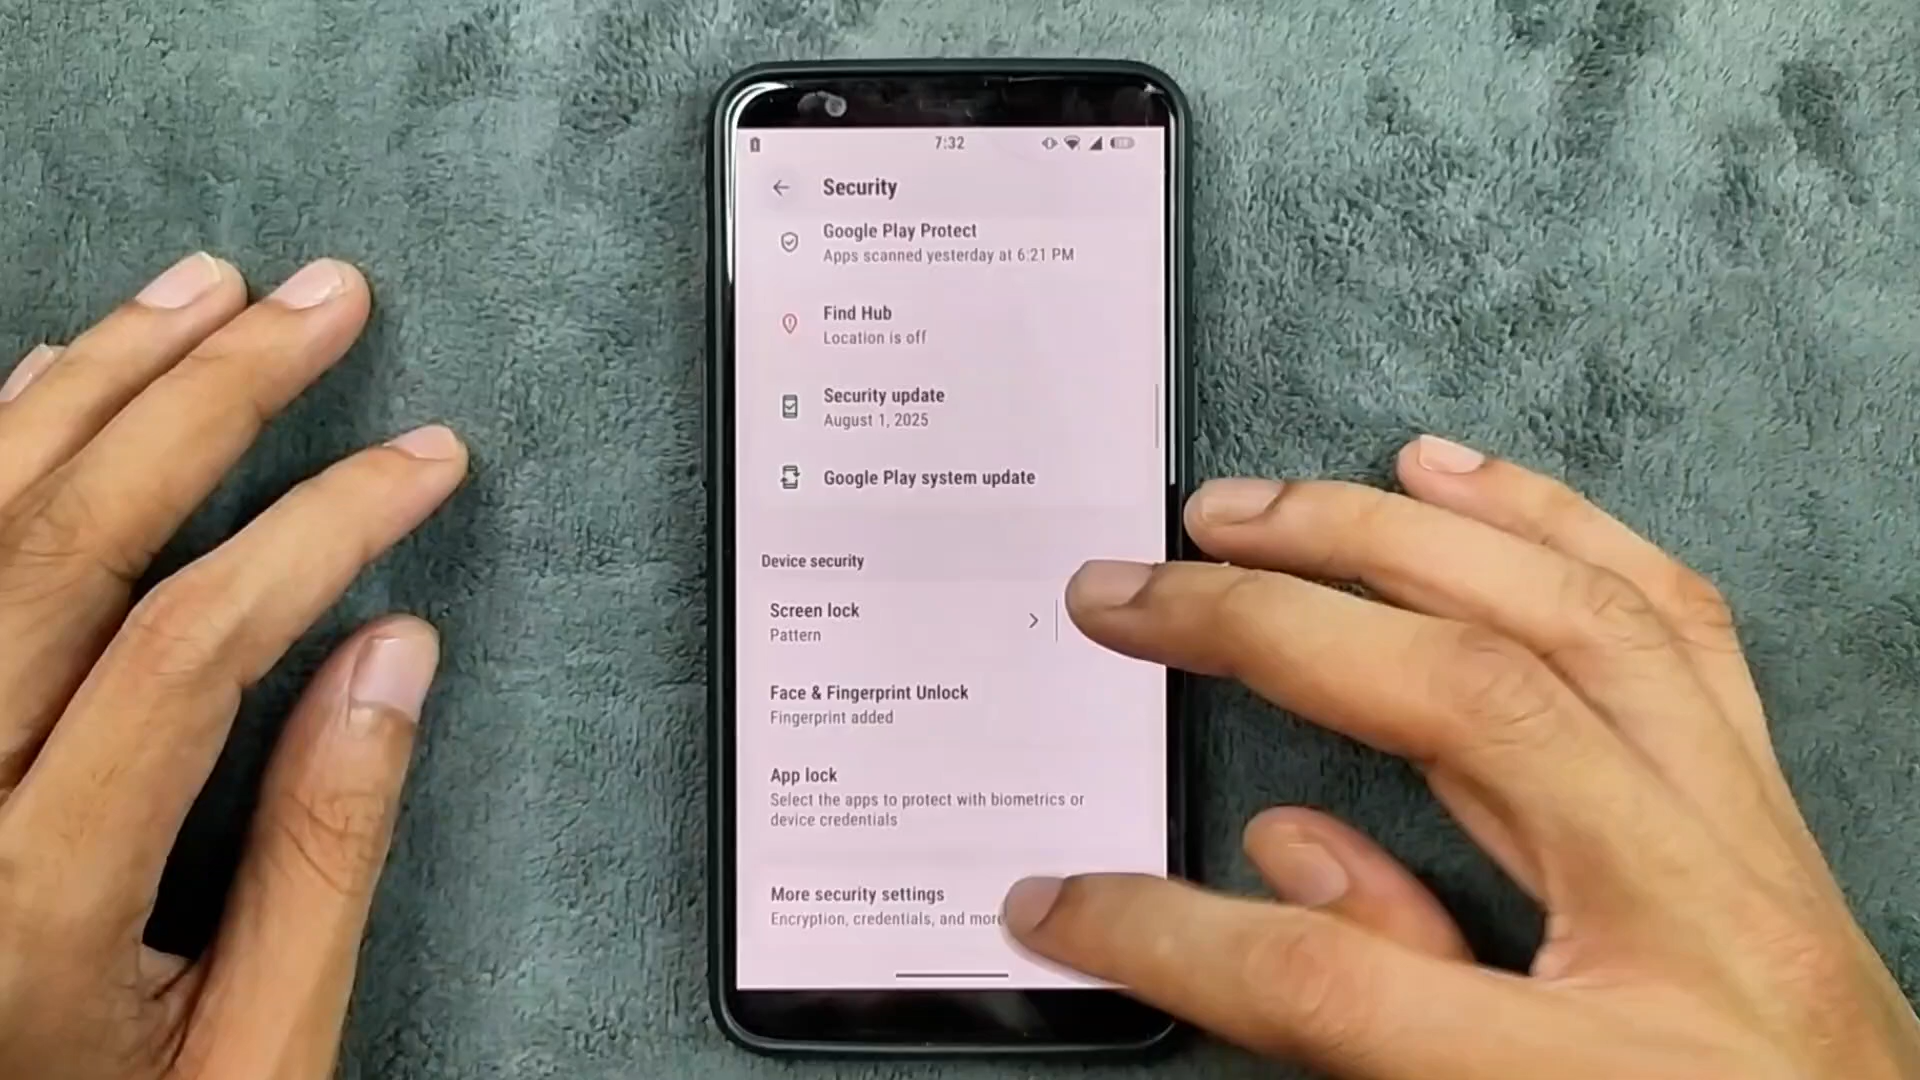 7:32
Security
Google Play Protect
Apps scanned yesterday at 6:21 PM
Find Hub
Location is off
Security update
August 1, 2025
Google Play system update
Device security
Screen lock
Pattern
Face & Fingerprint Unlock
Fingerprint added
App lock
Select the apps to protect with biometrics or
device credentials
More security settings
Encryption, credentials, and more